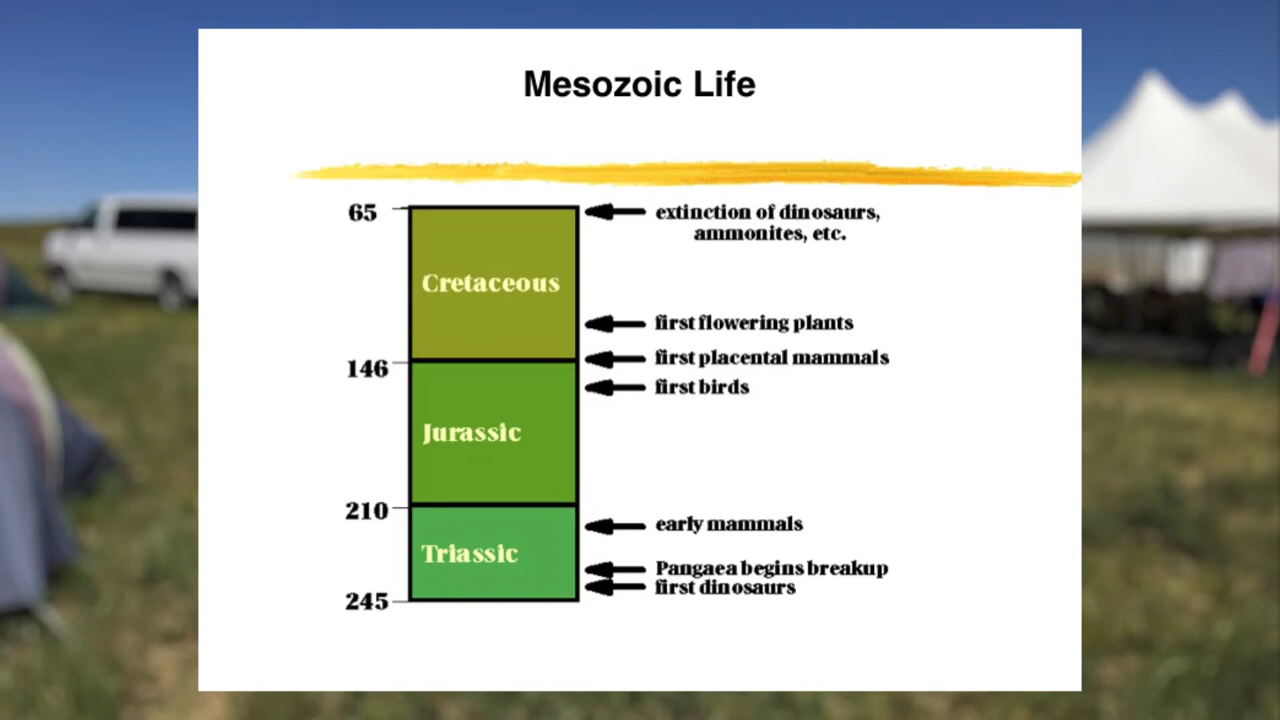 Mesozoic Life
65
extinction of dinosaurs,
ammonites, etc.
Cretaceous
first flowering plants
146
first placental mammals
first birds
Jurassic
210
early mammals
Triassic
Pangaea begins breakup
first dinosaurs
245